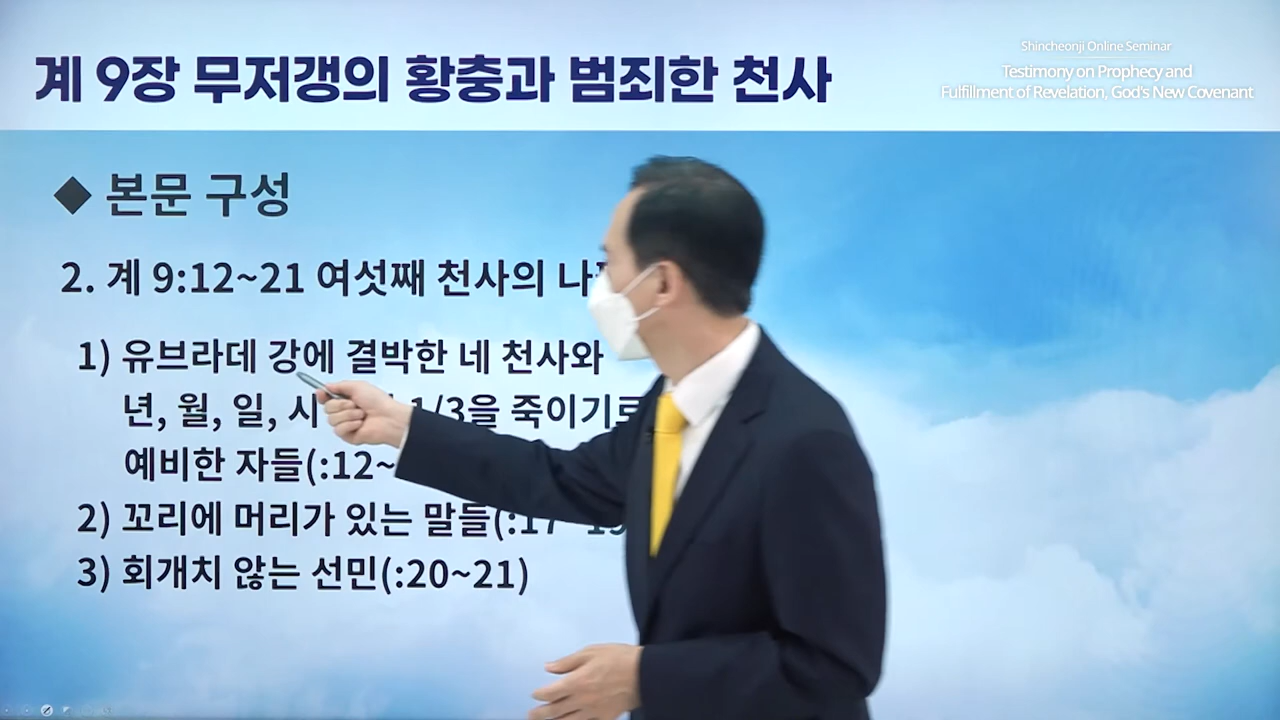 계 9장 무저갱의 황충과 범죄한 천사
Shincheonji Online Seminar
Testimony on Prophecy and
Fulfillment of Revelation, God's New Covenant
◆ 본문 구성
2. 계 9:12~21 여섯째 천사의
1) 유브라데 강에 결박한 네 천사와
년, 월, 일, 시 1/3을 죽이기로
예비한 자들(:12~
2) 꼬리에 머리가 있는 말들(:17~19
3) 회개치 않는 선민(:20~21)